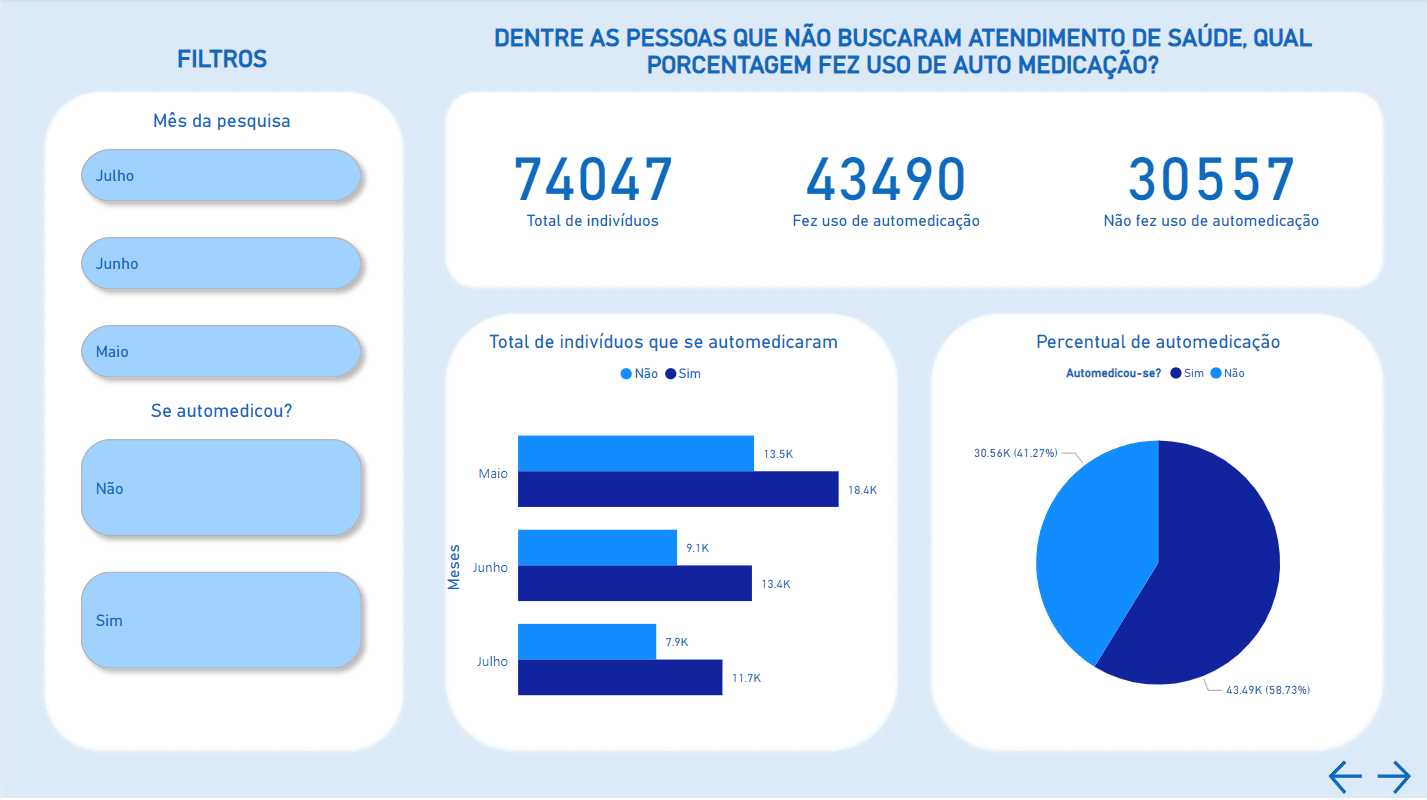 FILTROS
DENTRE AS PESSOAS QUE NÃO BUSCARAM ATENDIMENTO DE SAÚDE, QUAL
PORCENTAGEM FEZ USO DE AUTO MEDICAÇÃO?
Mês da pesquisa
Julho
Junho
Maio
Se automedicou?
Não
Sim
74047
Total de indivíduos
43490
Fez uso de automedicação
30557
Não fez uso de automedicação
Total de indivíduos que se automedicaram
Não Sim
Meses
Maio
13.5K
18.4K
Junho
9.1K
13.4K
Julho
7.9K
11.7K
Percentual de automedicação
Automedicou-se? Sim Não
30.56K (41.27%)
43.49K (58.73%)